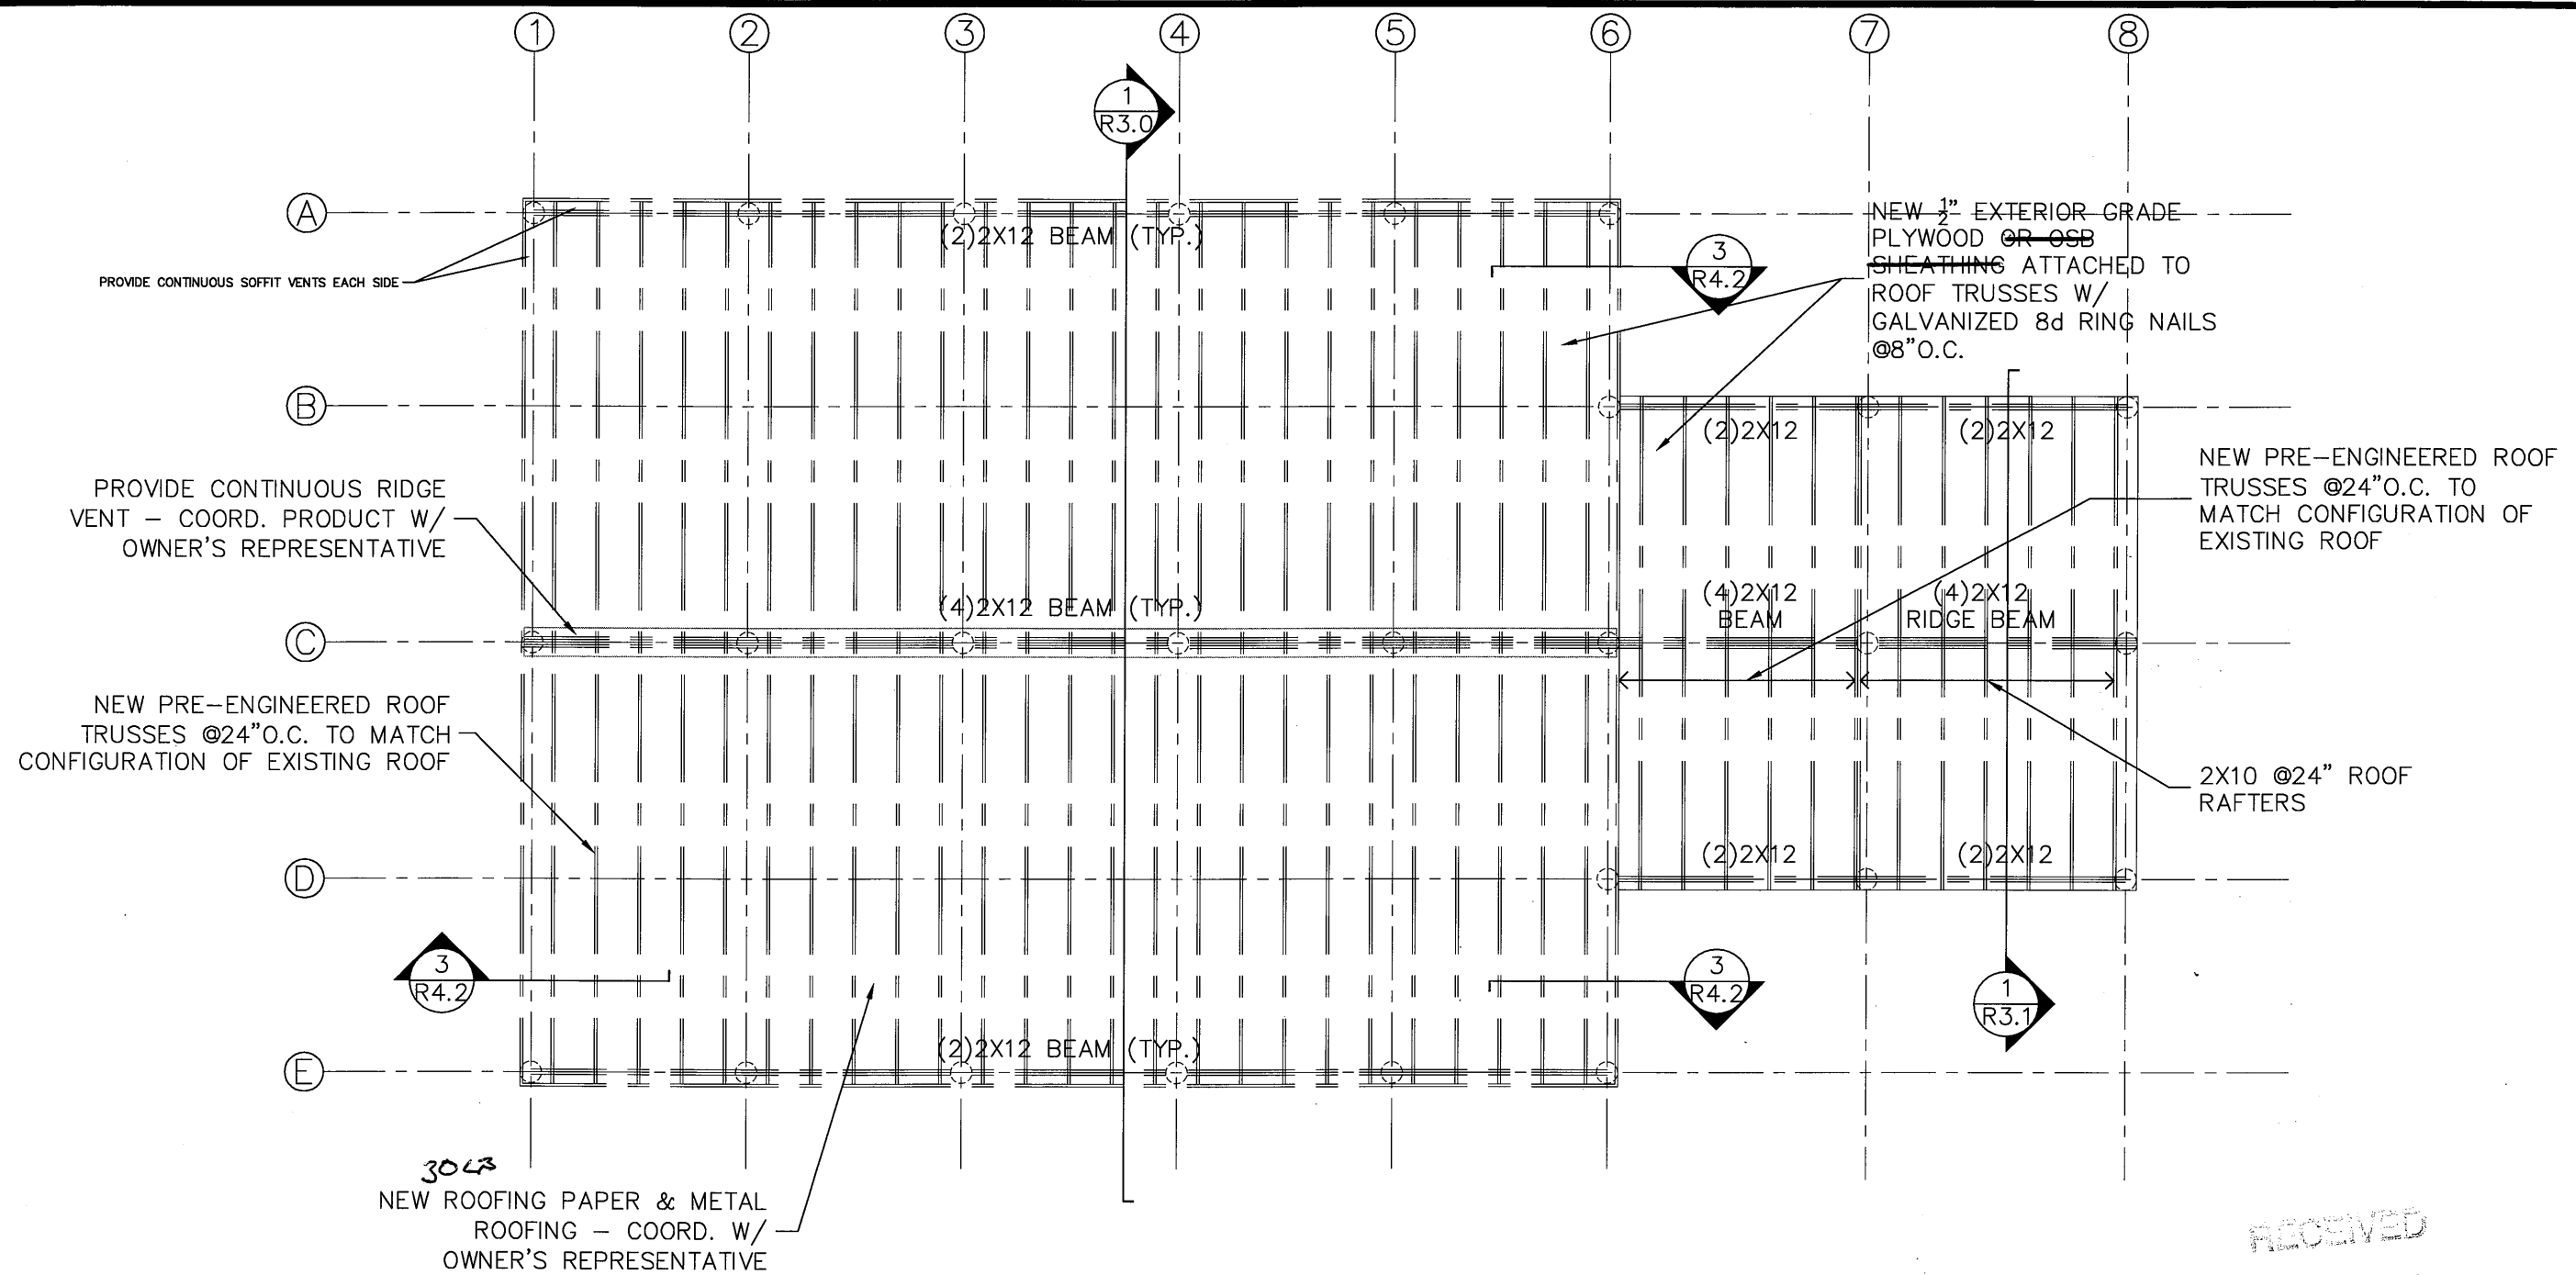 1 2 3 4 5 6 7 8
1
R3.0
A
(2)2X12 BEAM (TYP.)
PROVIDE CONTINUOUS SOFFIT VENTS EACH SIDE
3
R4.2
NEW 1/2" EXTERIOR GRADE
PLYWOOD OR OSB
SHEATHING ATTACHED TO
ROOF TRUSSES W/
GALVANIZED 8d RING NAILS
@8"O.C.
B
(2)2X12 (2)2X12
PROVIDE CONTINUOUS RIDGE
VENT – COORD. PRODUCT W/
OWNER'S REPRESENTATIVE
NEW PRE–ENGINEERED ROOF
TRUSSES @24"O.C. TO
MATCH CONFIGURATION OF
EXISTING ROOF
(4)2X12 BEAM (TYP.)
(4)2X12
BEAM
(4)2X12
RIDGE BEAM
C
NEW PRE–ENGINEERED ROOF
TRUSSES @24"O.C. TO MATCH
CONFIGURATION OF EXISTING ROOF
2X10 @24" ROOF
RAFTERS
(2)2X12 (2)2X12
D
3
R4.2
3
R4.2
1
R3.1
(2)2X12 BEAM (TYP.)
E
30LB
NEW ROOFING PAPER & METAL
ROOFING – COORD. W/
OWNER'S REPRESENTATIVE
RECEIVED